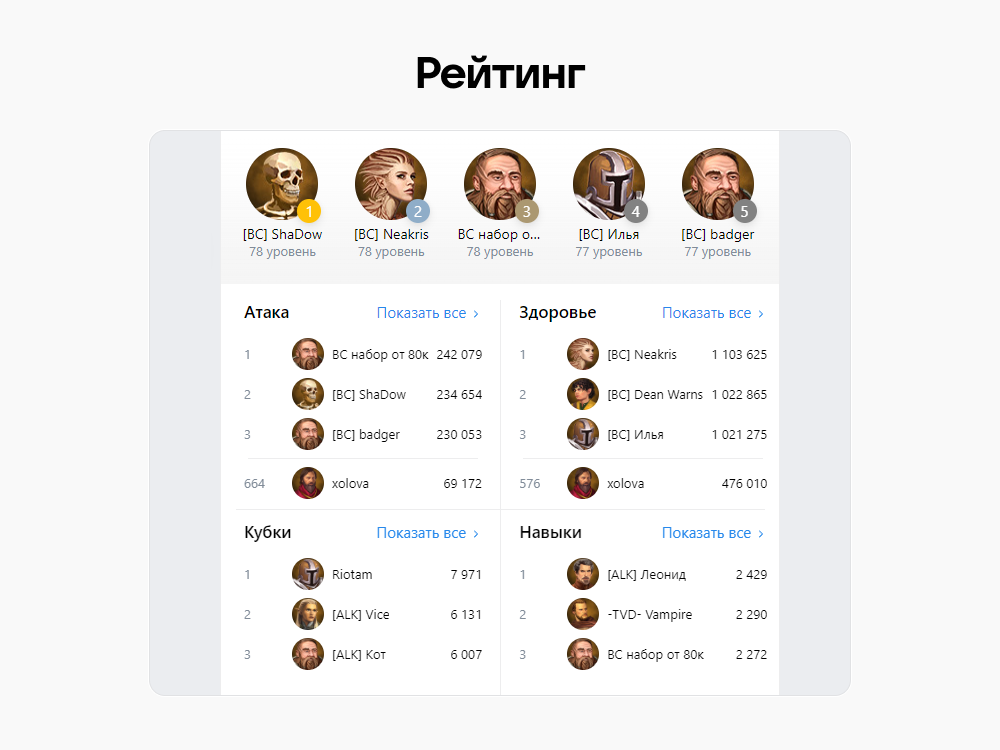 Рейтинг
1 2 3 4 5
[BC] ShaDow [BC] Neakris ВС набор о... [BC] Илья [BC] badger
78 уровень 78 уровень 78 уровень 77 уровень 77 уровень
Атака Показать все ›
1 ВС набор от 80к 242 079
2 [BC] ShaDow 234 654
3 [BC] badger 230 053
664 xolova 69 172
Здоровье Показать все ›
1 [BC] Neakris 1 103 625
2 [BC] Dean Warns 1 022 865
3 [BC] Илья 1 021 275
576 xolova 476 010
Кубки Показать все ›
1 Riotam 7 971
2 [ALK] Vice 6 131
3 [ALK] Кот 6 007
Навыки Показать все ›
1 [ALK] Леонид 2 429
2 -TVD- Vampire 2 290
3 ВС набор от 80к 2 272